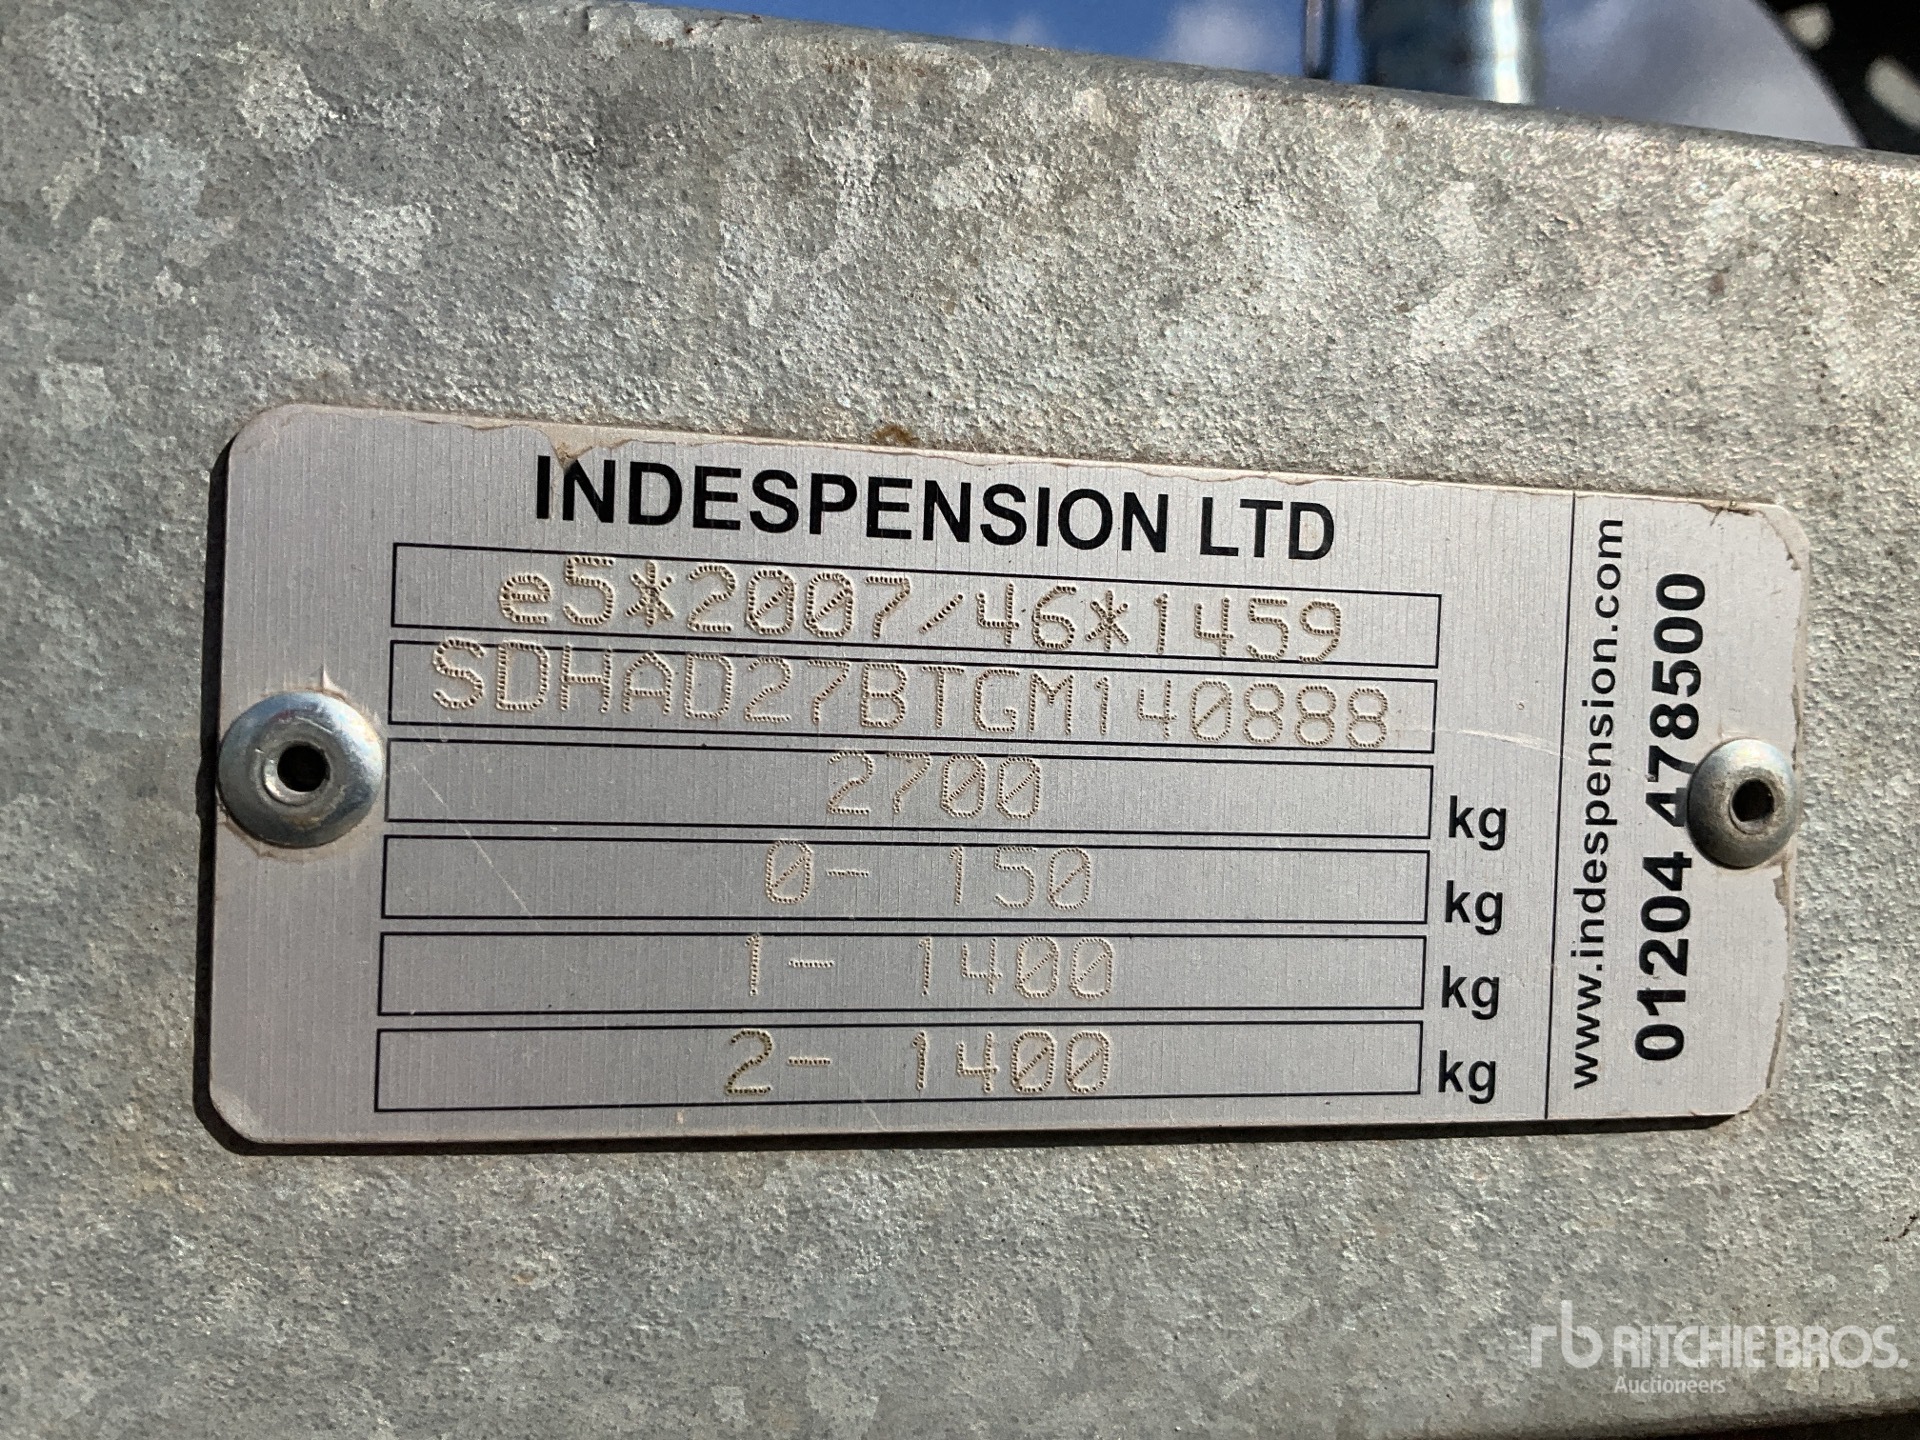 INDESPENSION LTD
e5*2007/46*1459
SDHAD27BTGM140888
2700 kg
0- 150 kg
1- 1400 kg
2- 1400 kg
www.indespension.com
01204 478500
rb RITCHIE BROS.
Auctioneers